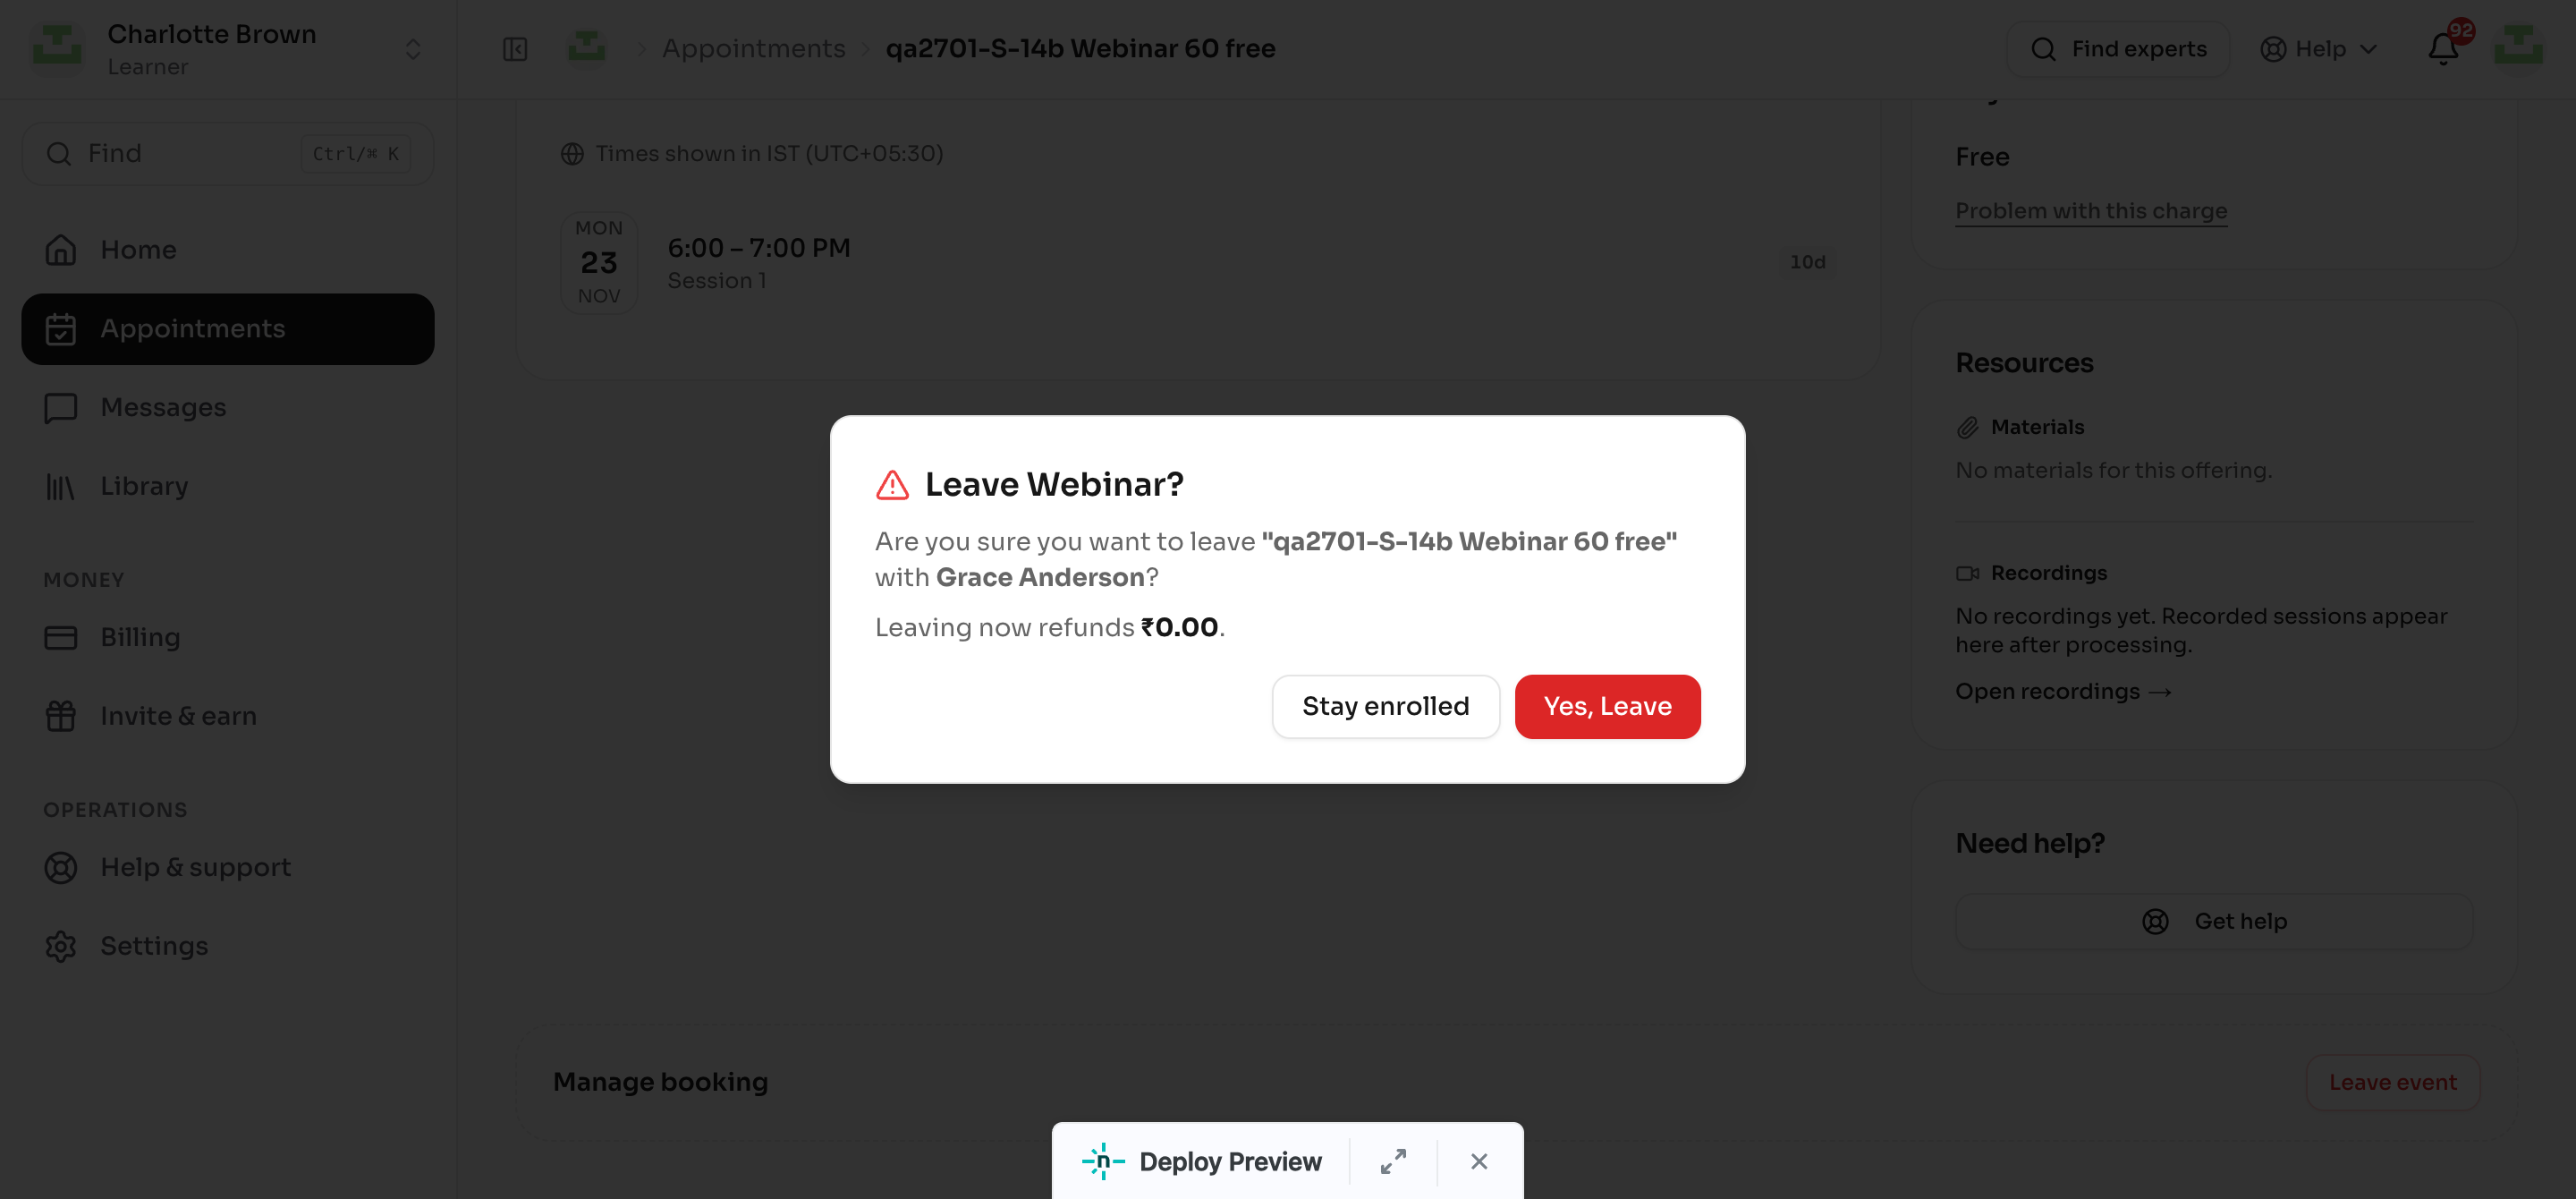 Charlotte Brown
Learner
Appointments
qa2701-S-14b Webinar 60 free
Find experts
Help
92
Find
Ctrl/⌘ K
Home
Appointments
Messages
Library
MONEY
Billing
Invite & earn
OPERATIONS
Help & support
Settings
Times shown in IST (UTC+05:30)
MON
23
NOV
6:00 – 7:00 PM
Session 1
10d
Free
Problem with this charge
Resources
Materials
No materials for this offering.
Recordings
No recordings yet. Recorded sessions appear
here after processing.
Open recordings →
Need help?
Get help
Leave Webinar?
Are you sure you want to leave "qa2701-S-14b Webinar 60 free"
with Grace Anderson?
Leaving now refunds ₹0.00.
Stay enrolled
Yes, Leave
Manage booking
Leave event
n
Deploy Preview